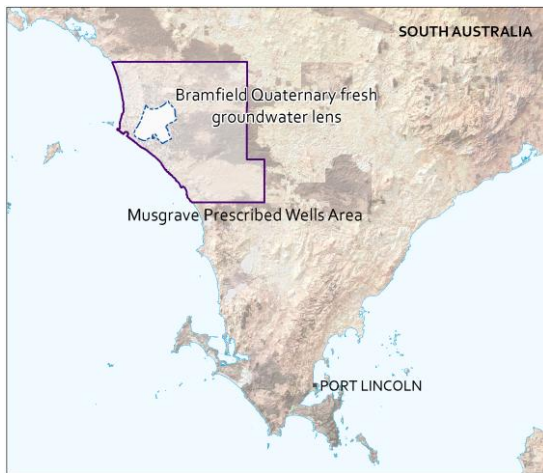 SOUTH AUSTRALIA
Bramfield Quaternary fresh
groundwater lens
Musgrave Prescribed Wells Area
PORT LINCOLN